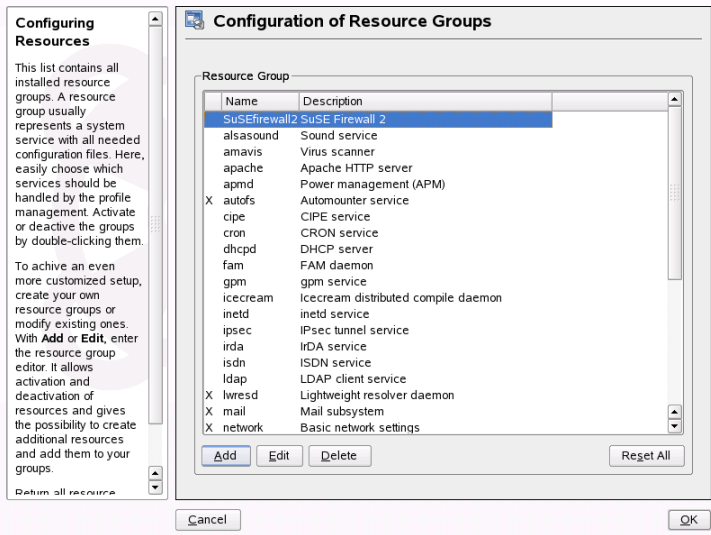 Configuring
Resources
This list contains all
installed resource
groups. A resource
group usually
represents a system
service with all needed
configuration files. Here,
easily choose which
services should be
handled by the profile
management. Activate
or deactive the groups
by double-clicking them.
To achive an even
more customized setup,
create your own
resource groups or
modify existing ones.
With Add or Edit, enter
the resource group
editor. It allows
activation and
deactivation of
resources and gives
the possibility to create
additional resources
and add them to your
groups.
Return all resource
Configuration of Resource Groups
Resource Group
Name Description
SuSEfirewall2 SuSE Firewall 2
alsasound Sound service
amavis Virus scanner
apache Apache HTTP server
apmd Power management (APM)
X autofs Automounter service
cipe CIPE service
cron CRON service
dhcpd DHCP server
fam FAM daemon
gpm gpm service
icecream Icecream distributed compile daemon
inetd inetd service
ipsec IPsec tunnel service
irda IrDA service
isdn ISDN service
ldap LDAP client service
X lwresd Lightweight resolver daemon
X mail Mail subsystem
X network Basic network settings
Add Edit Delete Reset All
Cancel OK